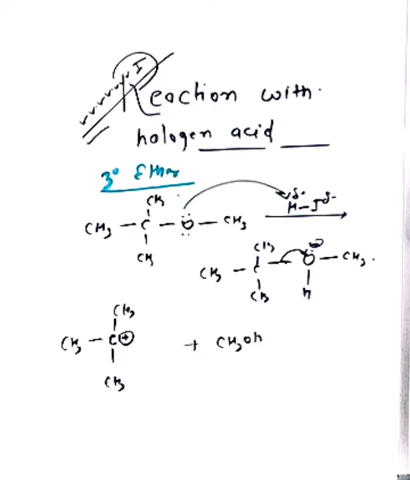 I
Reaction with
halogen acid
3° Ether
CH₃
CH₃ – C – O – CH₃
CH₃
H – I
δ+ δ-
CH₃
CH₃ – C – O – CH₃.
CH₃ H
CH₃
CH₃ – C⊕ + CH₃OH
CH₃